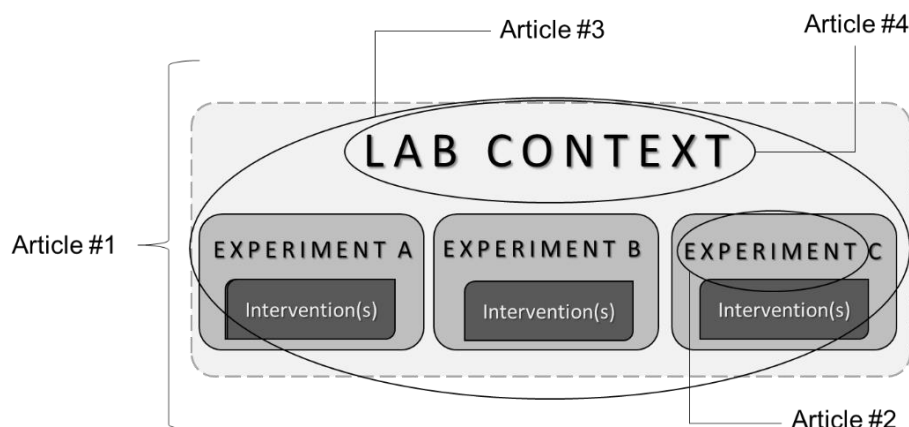 Article #3
Article #4
LAB CONTEXT
Article #1
EXPERIMENT A
EXPERIMENT B
EXPERIMENT C
Intervention(s)
Intervention(s)
Intervention(s)
Article #2